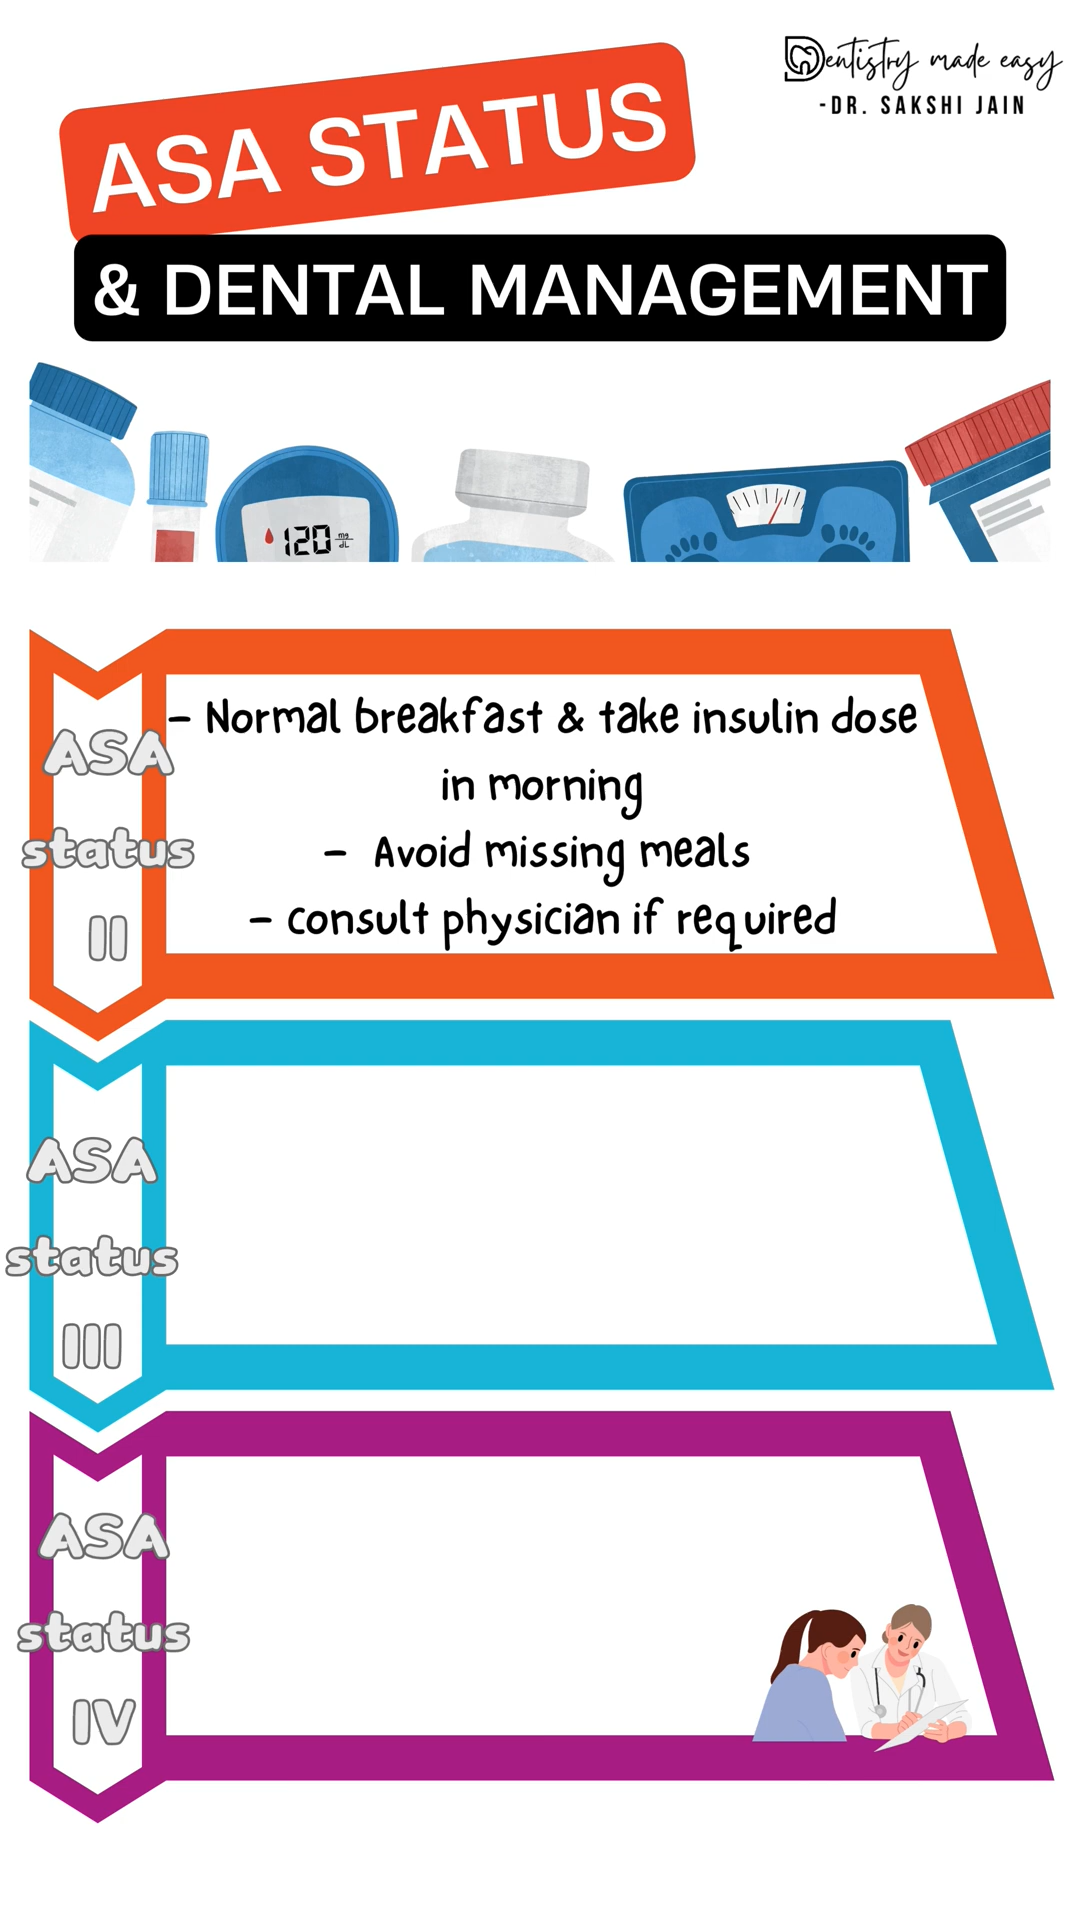 Dentistry made easy
-DR. SAKSHI JAIN
ASA STATUS
& DENTAL MANAGEMENT
120 mg/dL
ASA
status
II
- Normal breakfast & take insulin dose
in morning
- Avoid missing meals
- consult physician if required
ASA
status
III
ASA
status
IV